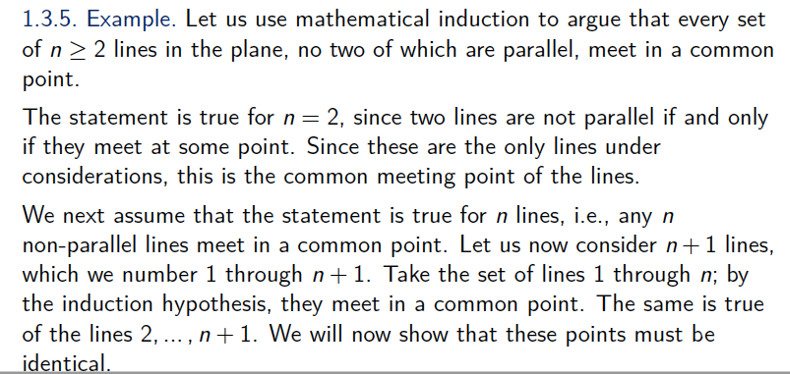 1.3.5. Example. Let us use mathematical induction to argue that every set
of n ≥ 2 lines in the plane, no two of which are parallel, meet in a common
point.
The statement is true for n = 2, since two lines are not parallel if and only
if they meet at some point. Since these are the only lines under
considerations, this is the common meeting point of the lines.
We next assume that the statement is true for n lines, i.e., any n
non-parallel lines meet in a common point. Let us now consider n + 1 lines,
which we number 1 through n + 1. Take the set of lines 1 through n; by
the induction hypothesis, they meet in a common point. The same is true
of the lines 2, ... , n + 1. We will now show that these points must be
identical.